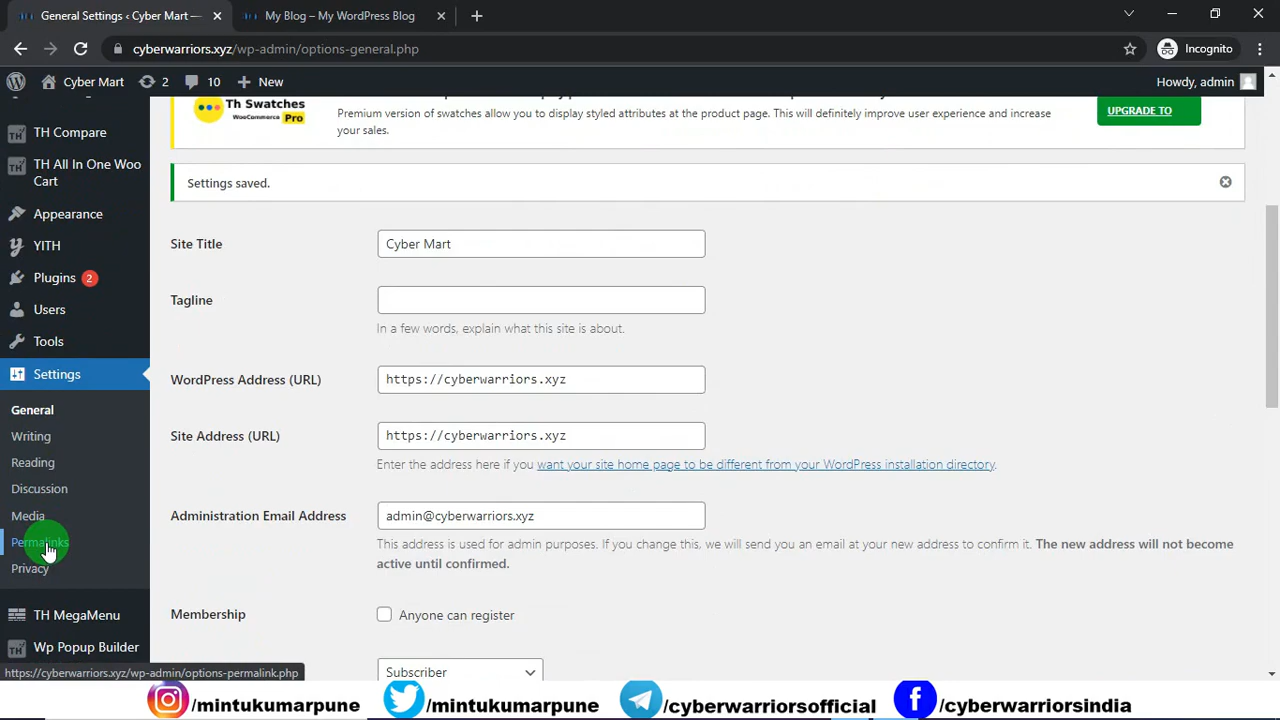 General Settings ‹ Cyber Mart —
My Blog – My WordPress Blog
cyberwarriors.xyz/wp-admin/options-general.php
Incognito
Cyber Mart
2
10
New
Howdy, admin
TH Compare
TH All In One Woo
Cart
Appearance
YITH
Plugins 2
Users
Tools
Settings
General
Writing
Reading
Discussion
Media
Permalinks
Privacy
TH MegaMenu
Wp Popup Builder
Th Swatches
WooCommerce Pro
Premium version of swatches allow you to display styled attributes at the product page. This will definitely improve user experience and increase
your sales.
UPGRADE TO
Settings saved.
Site Title
Cyber Mart
Tagline
In a few words, explain what this site is about.
WordPress Address (URL)
https://cyberwarriors.xyz
Site Address (URL)
https://cyberwarriors.xyz
Enter the address here if you want your site home page to be different from your WordPress installation directory.
Administration Email Address
admin@cyberwarriors.xyz
This address is used for admin purposes. If you change this, we will send you an email at your new address to confirm it. The new address will not become
active until confirmed.
Membership
Anyone can register
Subscriber
https://cyberwarriors.xyz/wp-admin/options-permalink.php
/mintukumarpune
/mintukumarpune
/cyberwarriorsofficial
/cyberwarriorsindia